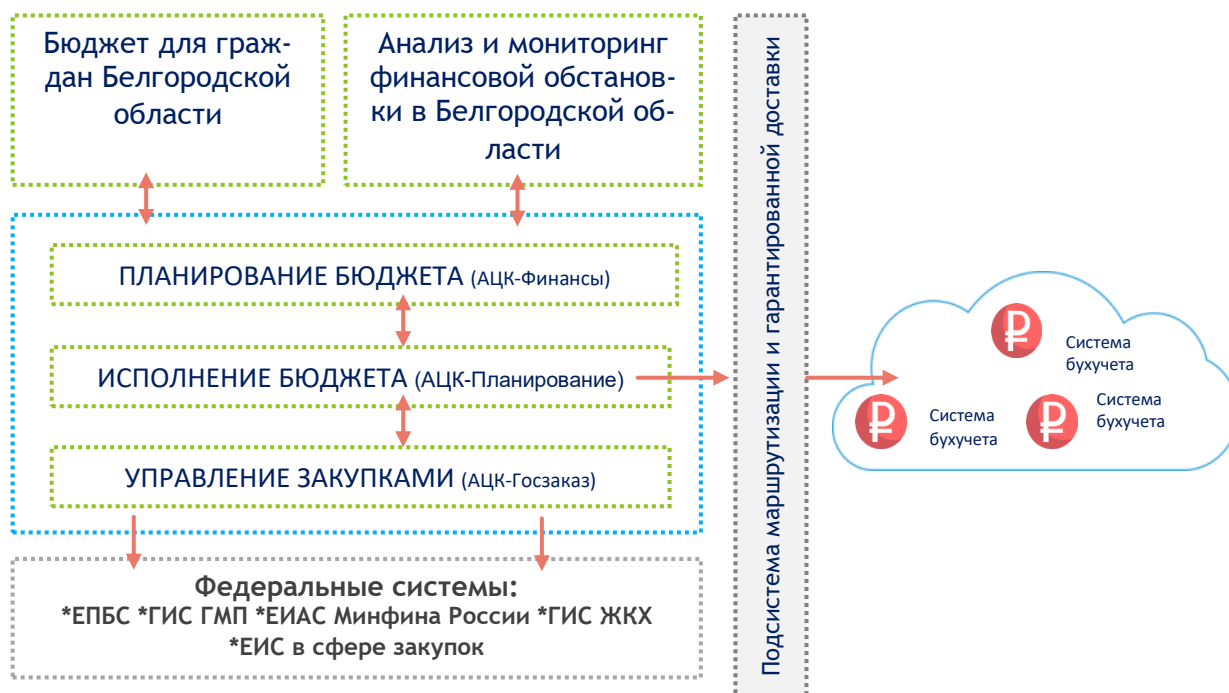 Бюджет для граж-
дан Белгородской
области
Анализ и мониторинг
финансовой обстанов-
ки в Белгородской об-
ласти
ПЛАНИРОВАНИЕ БЮДЖЕТА (АЦК-Финансы)
ИСПОЛНЕНИЕ БЮДЖЕТА (АЦК-Планирование)
УПРАВЛЕНИЕ ЗАКУПКАМИ (АЦК-Госзаказ)
Федеральные системы:
*ЕПБС *ГИС ГМП *ЕИАС Минфина России *ГИС ЖКХ
*ЕИС в сфере закупок
Подсистема маршрутизации и гарантированной доставки
Система
бухучета
Система
бухучета
Система
бухучета